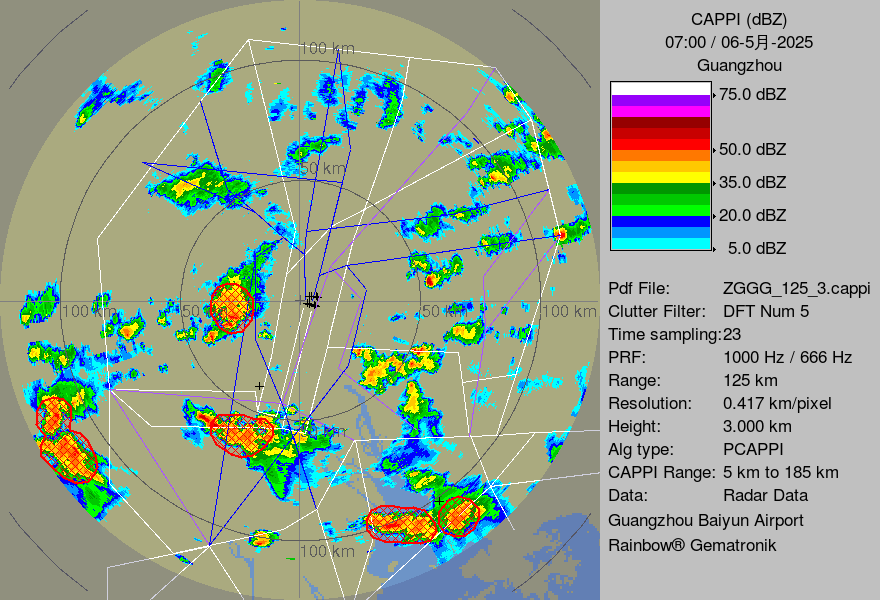 CAPPI (dBZ)
07:00 / 06-5月-2025
Guangzhou
75.0 dBZ
50.0 dBZ
35.0 dBZ
20.0 dBZ
5.0 dBZ
Pdf File: ZGGG_125_3.cappi
Clutter Filter: DFT Num 5
Time sampling:23
PRF: 1000 Hz / 666 Hz
Range: 125 km
Resolution: 0.417 km/pixel
Height: 3.000 km
Alg type: PCAPPI
CAPPI Range: 5 km to 185 km
Data: Radar Data
Guangzhou Baiyun Airport
Rainbow® Gematronik
100 km
50 km
100 km
50 km
50 km
100 km
km
100 km